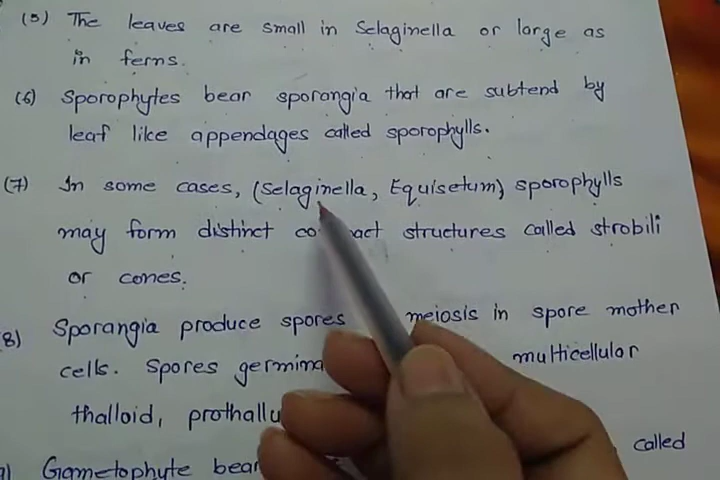 (5) The leaves are small in Selaginella or large as
in ferns.
(6) Sporophytes bear sporangia that are subtend by
leaf like appendages called sporophylls.
(7) In some cases, (Selaginella, Equisetum) sporophylls
may form distinct structures called strobili
or cones.
8) Sporangia produce spores meiosis in spore mother
cells. Spores multicellular
thalloid,
Gametophyte called